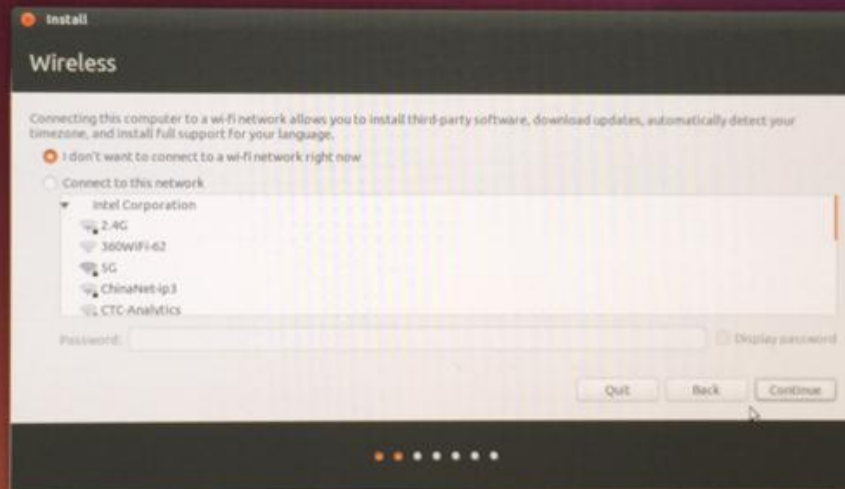 Install
Wireless
Connecting this computer to a wi-fi network allows you to install third-party software, download updates, automatically detect your
timezone, and install full support for your language.
I don't want to connect to a wi-fi network right now
Connect to this network
Intel Corporation
2.4G
360WiFi-62
5G
ChinaNet-ip3
CTC-Analytics
Password:
Display password
Quit
Back
Continue